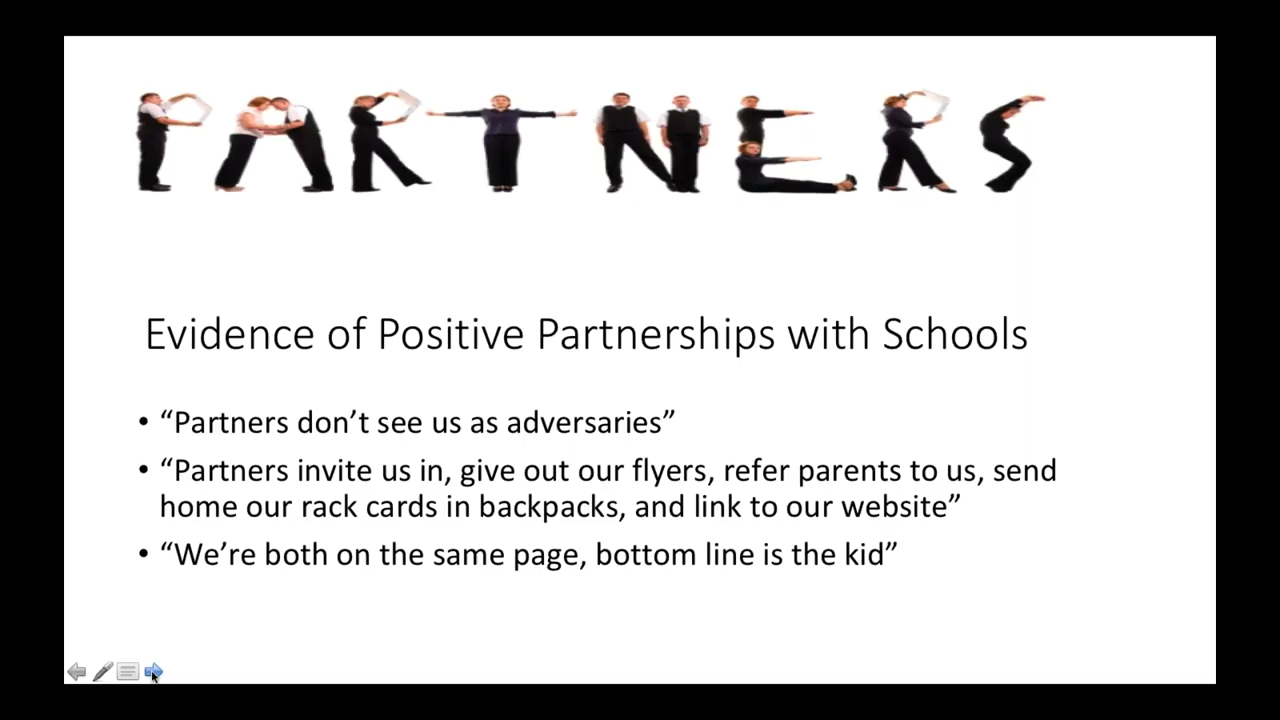 PARTNERS
Evidence of Positive Partnerships with Schools
• “Partners don’t see us as adversaries”
• “Partners invite us in, give out our flyers, refer parents to us, send
home our rack cards in backpacks, and link to our website”
• “We’re both on the same page, bottom line is the kid”